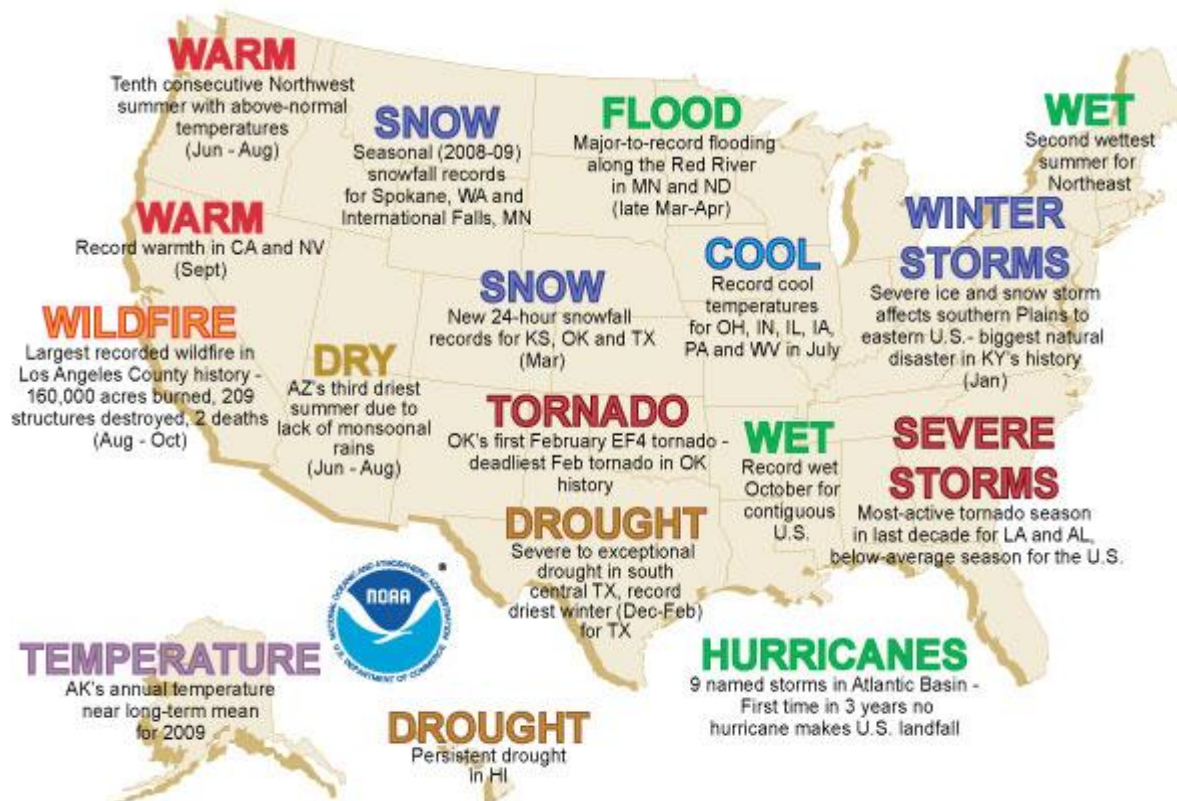 WARM
Tenth consecutive Northwest
summer with above-normal
temperatures
(Jun - Aug)
SNOW
Seasonal (2008-09)
snowfall records
for Spokane, WA and
International Falls, MN
FLOOD
Major-to-record flooding
along the Red River
in MN and ND
(late Mar-Apr)
WET
Second wettest
summer for
Northeast
WARM
Record warmth in CA and NV
(Sept)
SNOW
New 24-hour snowfall
records for KS, OK and TX
(Mar)
COOL
Record cool
temperatures
for OH, IN, IL, IA,
PA and WV in July
WINTER
STORMS
Severe ice and snow storm
affects southern Plains to
eastern U.S.- biggest natural
disaster in KY's history
(Jan)
WILDFIRE
Largest recorded wildfire in
Los Angeles County history -
160,000 acres burned, 209
structures destroyed, 2 deaths
(Aug - Oct)
DRY
AZ's third driest
summer due to
lack of monsoonal
rains
(Jun - Aug)
TORNADO
OK's first February EF4 tornado -
deadliest Feb tornado in OK
history
WET
Record wet
October for
contiguous
U.S.
SEVERE
STORMS
Most-active tornado season
in last decade for LA and AL,
below-average season for the U.S.
DROUGHT
Severe to exceptional
drought in south
central TX, record
driest winter (Dec-Feb)
for TX
NATIONAL OCEANIC AND ATMOSPHERIC ADMINISTRATION
NOAA
U.S. DEPARTMENT OF COMMERCE
TEMPERATURE
AK's annual temperature
near long-term mean
for 2009
DROUGHT
Persistent drought
in HI
HURRICANES
9 named storms in Atlantic Basin -
First time in 3 years no
hurricane makes U.S. landfall